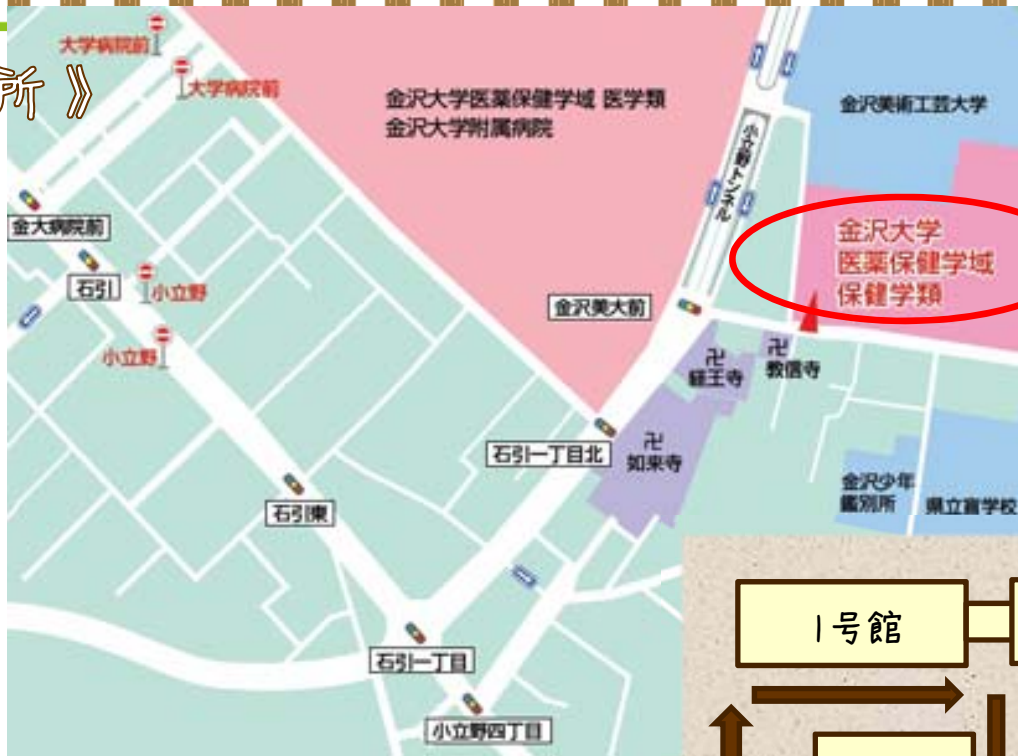 所 》
大学病院前
大学病院前
金沢大学医薬保健学域 医学類
金沢大学附属病院
金沢美術工芸大学
小立野トンネル
金大病院前
石引
小立野
小立野
金沢美大前
金沢大学
医薬保健学域
保健学類
卍
経王寺
卍
教信寺
石引一丁目北
卍
如来寺
石引東
金沢少年
鑑別所
県立盲学校
1号館
石引一丁目
小立野四丁目